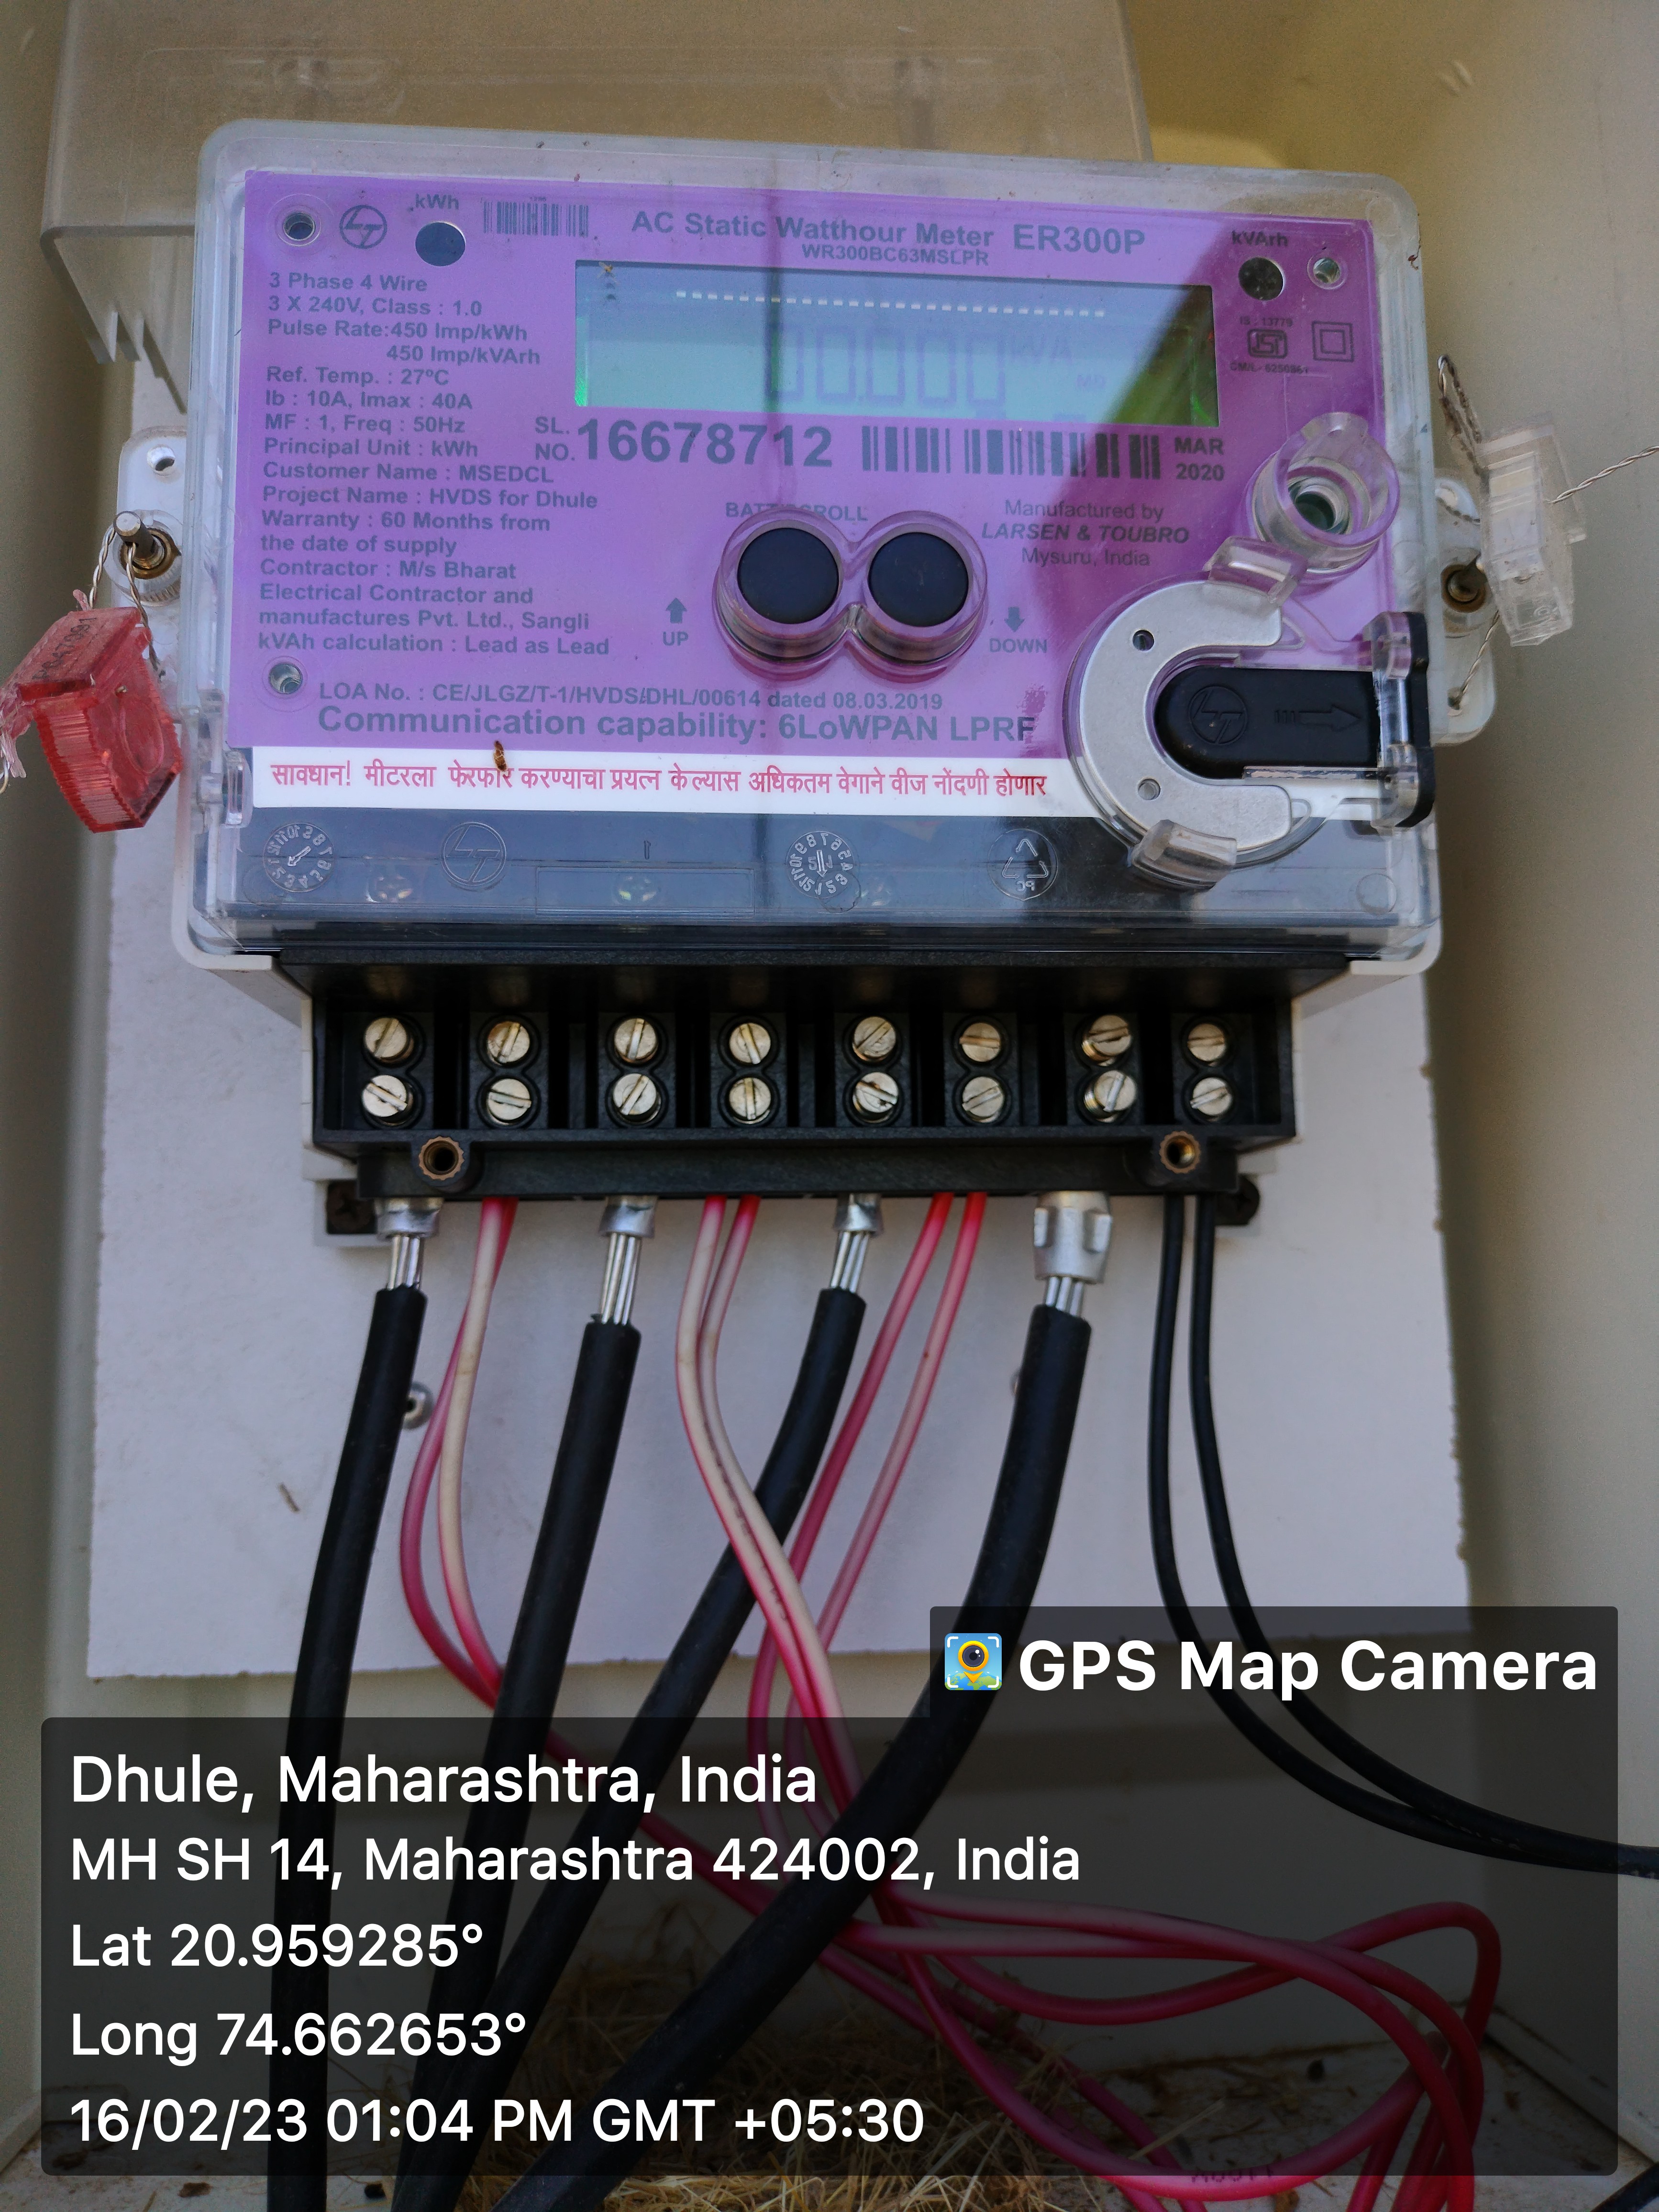 kWh
AC Static Watthour Meter ER300P
WR300BC63MSLPR
kVArh
3 Phase 4 Wire
3 X 240V, Class : 1.0
Pulse Rate:450 Imp/kWh
450 Imp/kVArh
Ref. Temp. : 27ºC
Ib : 10A, Imax : 40A
MF : 1, Freq : 50Hz
Principal Unit : kWh
Customer Name : MSEDCL
Project Name : HVDS for Dhule
Warranty : 60 Months from
the date of supply
Contractor : M/s Bharat
Electrical Contractor and
manufactures Pvt. Ltd., Sangli
kVAh calculation : Lead as Lead
IS : 13779
00.000
MD
SL.
NO. 16678712
MAR
2020
SCROLL
UP
DOWN
Manufactured by
LARSEN & TOUBRO
Mysuru, India
LOA No. : CE/JLGZ/T-1/HVDS/DHL/00614 dated 08.03.2019
Communication capability: 6LoWPAN LPRF
सावधान! मीटरला फेरफार करण्याचा प्रयत्न केल्यास अधिकतम वेगाने वीज नोंदणी होणार
GPS Map Camera
Dhule, Maharashtra, India
MH SH 14, Maharashtra 424002, India
Lat 20.959285°
Long 74.662653°
16/02/23 01:04 PM GMT +05:30